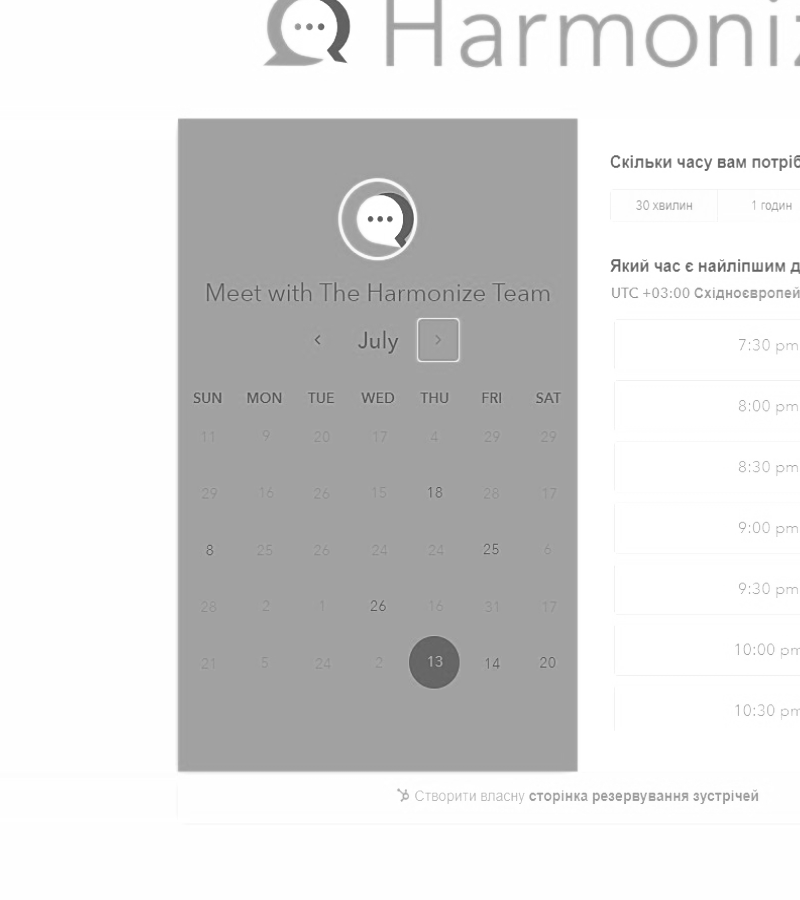 Harmoniz
Meet with The Harmonize Team
July
SUN MON TUE WED THU FRI SAT
11 9 20 17 4 29 29
29 16 26 15 18 28 17
8 25 26 24 24 25 6
28 2 1 26 16 31 17
21 5 24 2 13 14 20
Скільки часу вам потріб
30 хвилин 1 годин
Який час є найліпшим д
UTC +03:00 Східноєвропей
7:30 pm
8:00 pm
8:30 pm
9:00 pm
9:30 pm
10:00 pm
10:30 pm
Створити власну сторінка резервування зустрічей